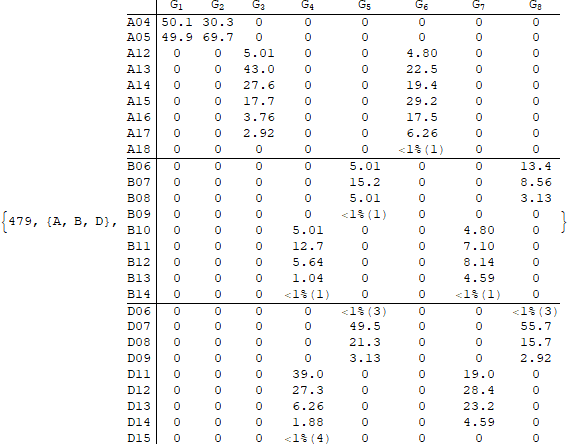 G1 G2 G3 G4 G5 G6 G7 G8
A04 50.1 30.3 0 0 0 0 0 0
A05 49.9 69.7 0 0 0 0 0 0
A12 0 0 5.01 0 0 4.80 0 0
A13 0 0 43.0 0 0 22.5 0 0
A14 0 0 27.6 0 0 19.4 0 0
A15 0 0 17.7 0 0 29.2 0 0
A16 0 0 3.76 0 0 17.5 0 0
A17 0 0 2.92 0 0 6.26 0 0
A18 0 0 0 0 0 <1%(1) 0 0
B06 0 0 0 0 5.01 0 0 13.4
B07 0 0 0 0 15.2 0 0 8.56
B08 0 0 0 0 5.01 0 0 3.13
{479, {A, B, D}, B09 0 0 0 0 <1%(1) 0 0 0 }
B10 0 0 0 5.01 0 0 4.80 0
B11 0 0 0 12.7 0 0 7.10 0
B12 0 0 0 5.64 0 0 8.14 0
B13 0 0 0 1.04 0 0 4.59 0
B14 0 0 0 <1%(1) 0 0 <1%(1) 0
D06 0 0 0 0 <1%(3) 0 0 <1%(3)
D07 0 0 0 0 49.5 0 0 55.7
D08 0 0 0 0 21.3 0 0 15.7
D09 0 0 0 0 3.13 0 0 2.92
D11 0 0 0 39.0 0 0 19.0 0
D12 0 0 0 27.3 0 0 28.4 0
D13 0 0 0 6.26 0 0 23.2 0
D14 0 0 0 1.88 0 0 4.59 0
D15 0 0 0 <1%(4) 0 0 0 0